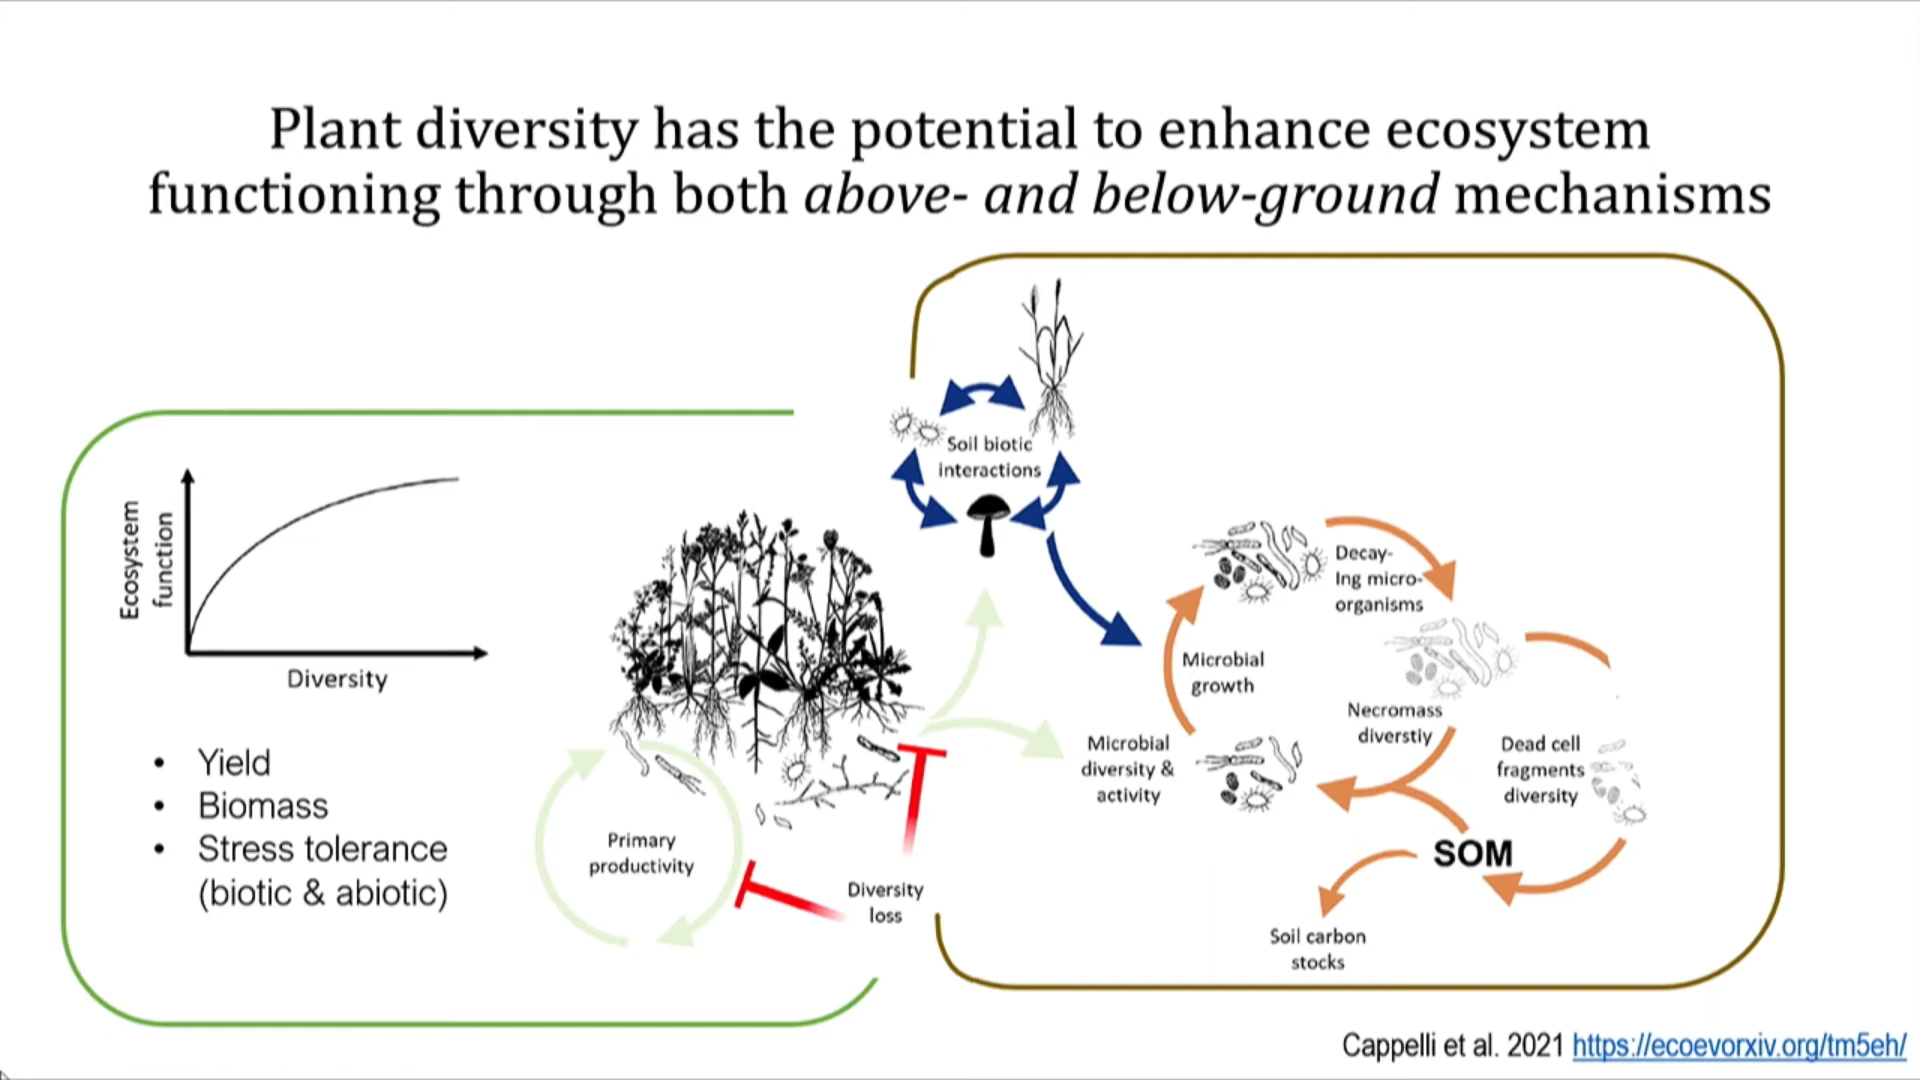 Plant diversity has the potential to enhance ecosystem
functioning through both above- and below-ground mechanisms
Ecosystem
function
Diversity
• Yield
• Biomass
• Stress tolerance
(biotic & abiotic)
Primary
productivity
Diversity
loss
Soil biotic
interactions
Microbial
diversity &
activity
Microbial
growth
Decay-
Ing micro-
organisms
Necromass
diverstiy
Dead cell
fragments
diversity
SOM
Soil carbon
stocks
Cappelli et al. 2021 https://ecoevorxiv.org/tm5eh/